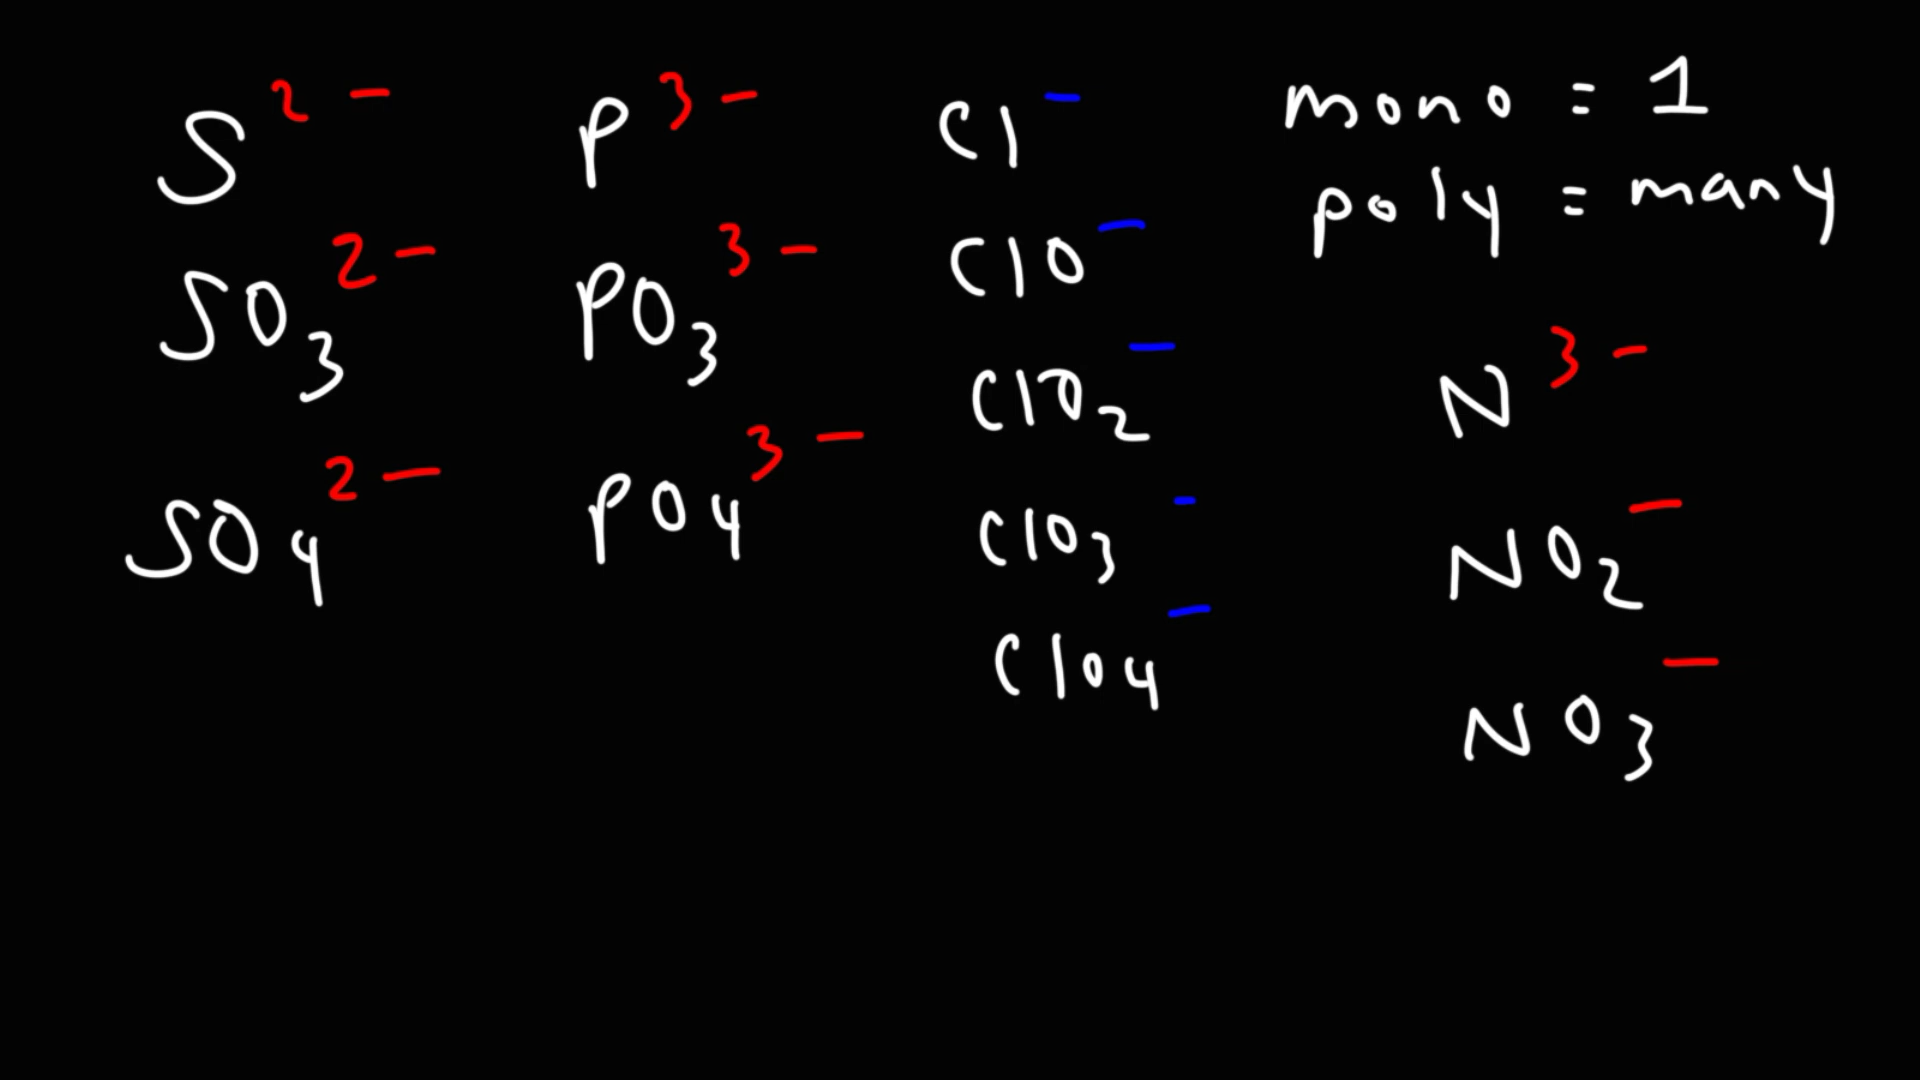 S²⁻
SO₃²⁻
SO₄²⁻
P³⁻
PO₃³⁻
PO₄³⁻
Cl⁻
ClO⁻
ClO₂⁻
ClO₃⁻
ClO₄⁻
mono = 1
poly = many
N³⁻
NO₂⁻
NO₃⁻